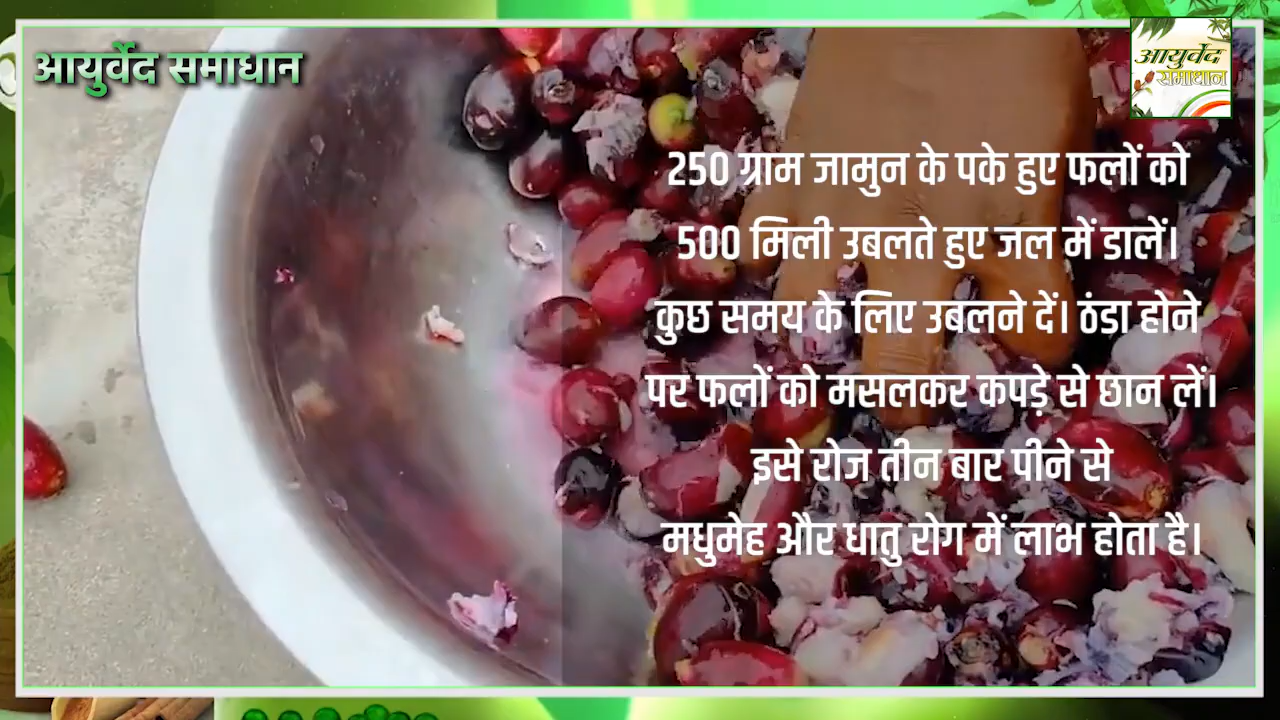 आयुर्वेद समाधान
आयुर्वेद
समाधान
250 ग्राम जामुन के पके हुए फलों को
500 मिली उबलते हुए जल में डालें।
कुछ समय के लिए उबलने दें। ठंडा होने
पर फलों को मसलकर कपड़े से छान लें।
इसे रोज तीन बार पीने से
मधुमेह और धातु रोग में लाभ होता है।